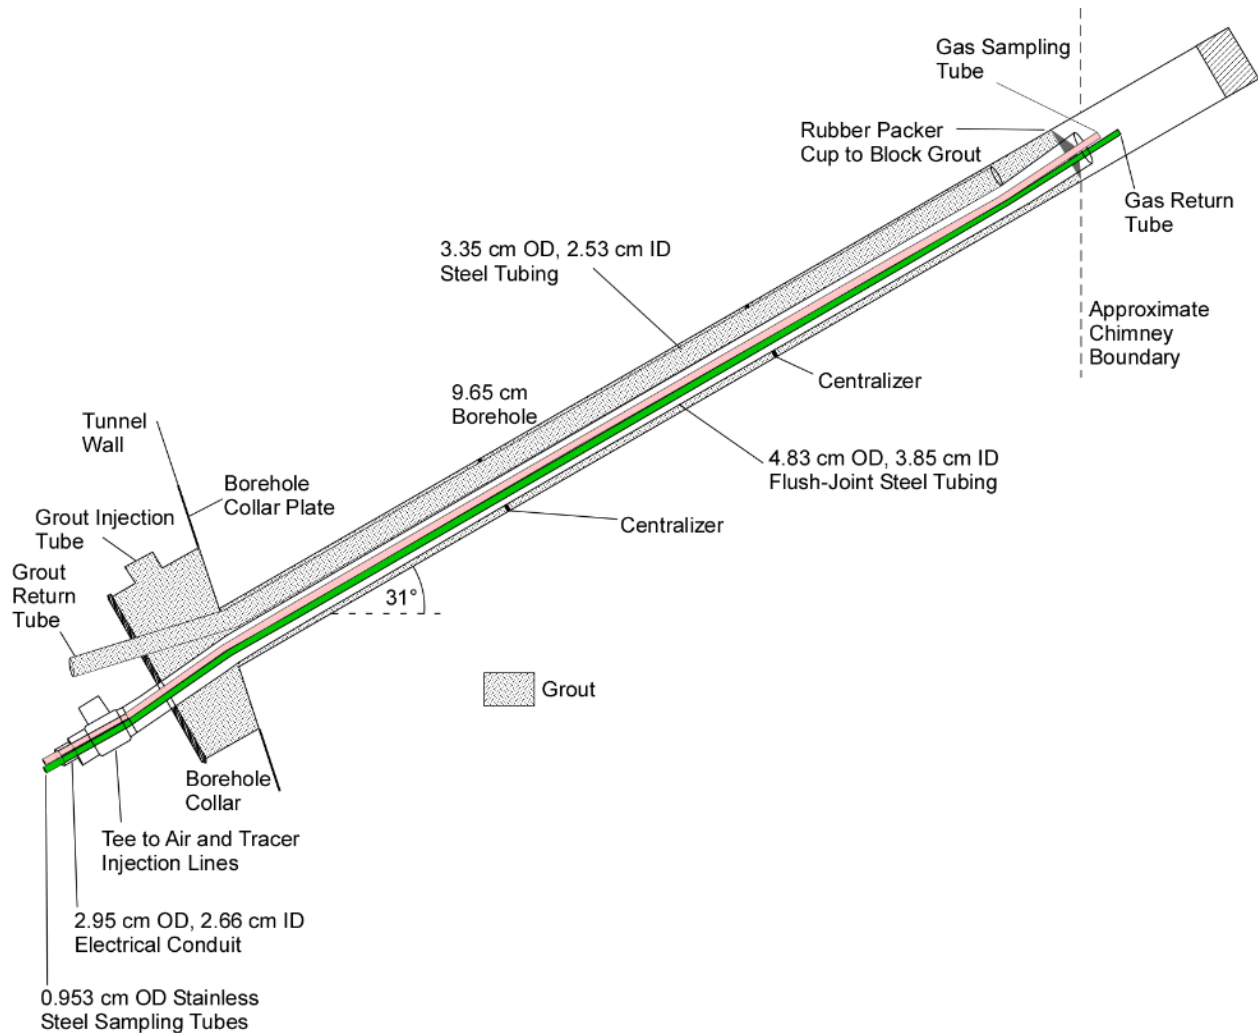 Gas Sampling
Tube
Rubber Packer
Cup to Block Grout
Gas Return
Tube
3.35 cm OD, 2.53 cm ID
Steel Tubing
Approximate
Chimney
Boundary
9.65 cm
Borehole
Centralizer
Tunnel
Wall
4.83 cm OD, 3.85 cm ID
Flush-Joint Steel Tubing
Borehole
Collar Plate
Grout Injection
Tube
Centralizer
Grout
Return
Tube
31°
Grout
Borehole
Collar
Tee to Air and Tracer
Injection Lines
2.95 cm OD, 2.66 cm ID
Electrical Conduit
0.953 cm OD Stainless
Steel Sampling Tubes